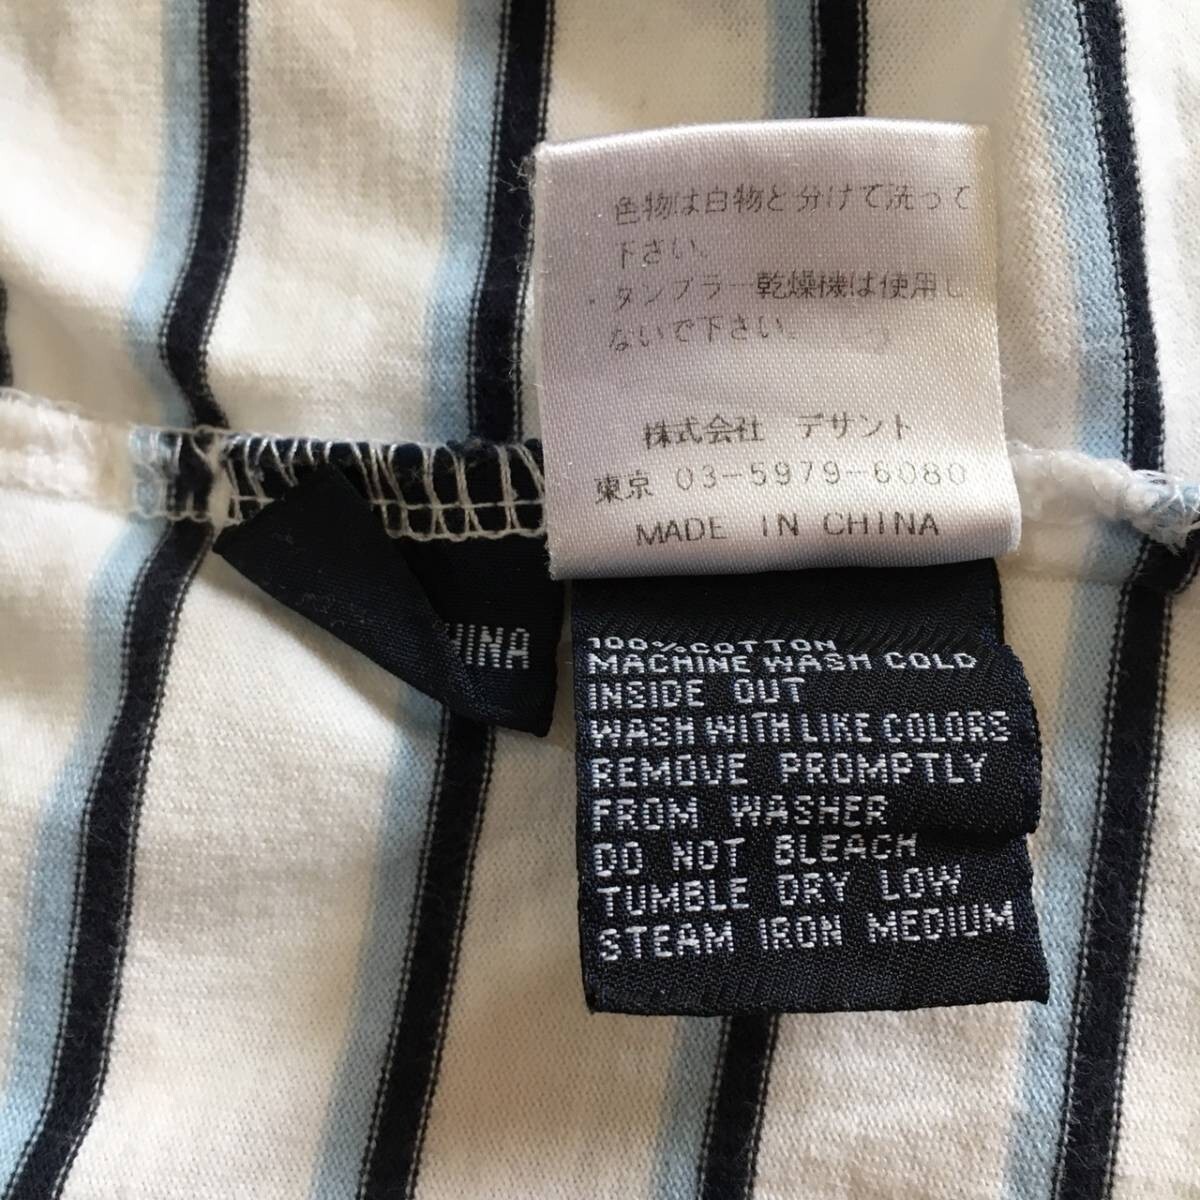 色物は白物と分けて洗って
下さい。
・タンブラー乾燥機は使用し
ないで下さい。
株式会社 デサント
東京 03-5979-6080
MADE IN CHINA
HINA
100%COTTON
MACHINE WASH COLD
INSIDE OUT
WASH WITH LIKE COLORS
REMOVE PROMPTLY
FROM WASHER
DO NOT BLEACH
TUMBLE DRY LOW
STEAM IRON MEDIUM